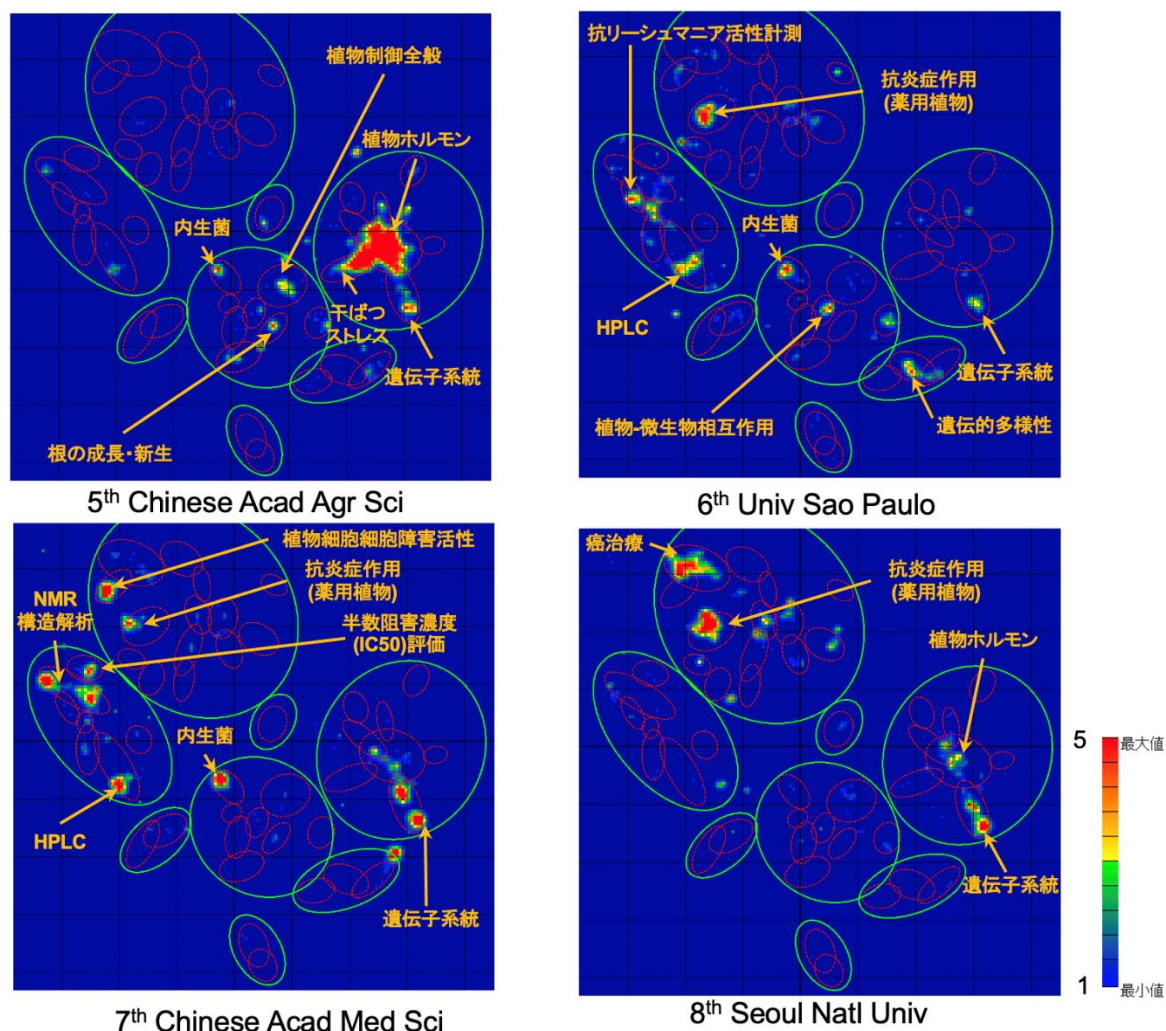 植物制御全般
植物ホルモン
内生菌
干ばつ
ストレス
遺伝子系統
根の成長・新生
5th Chinese Acad Agr Sci
抗リーシュマニア活性計測
抗炎症作用
(薬用植物)
内生菌
HPLC
遺伝子系統
植物-微生物相互作用
遺伝的多様性
6th Univ Sao Paulo
植物細胞細胞障害活性
抗炎症作用
(薬用植物)
NMR
構造解析
半数阻害濃度
(IC50)評価
内生菌
HPLC
遺伝子系統
7th Chinese Acad Med Sci
癌治療
抗炎症作用
(薬用植物)
植物ホルモン
遺伝子系統
8th Seoul Natl Univ
5 最大値
1 最小値